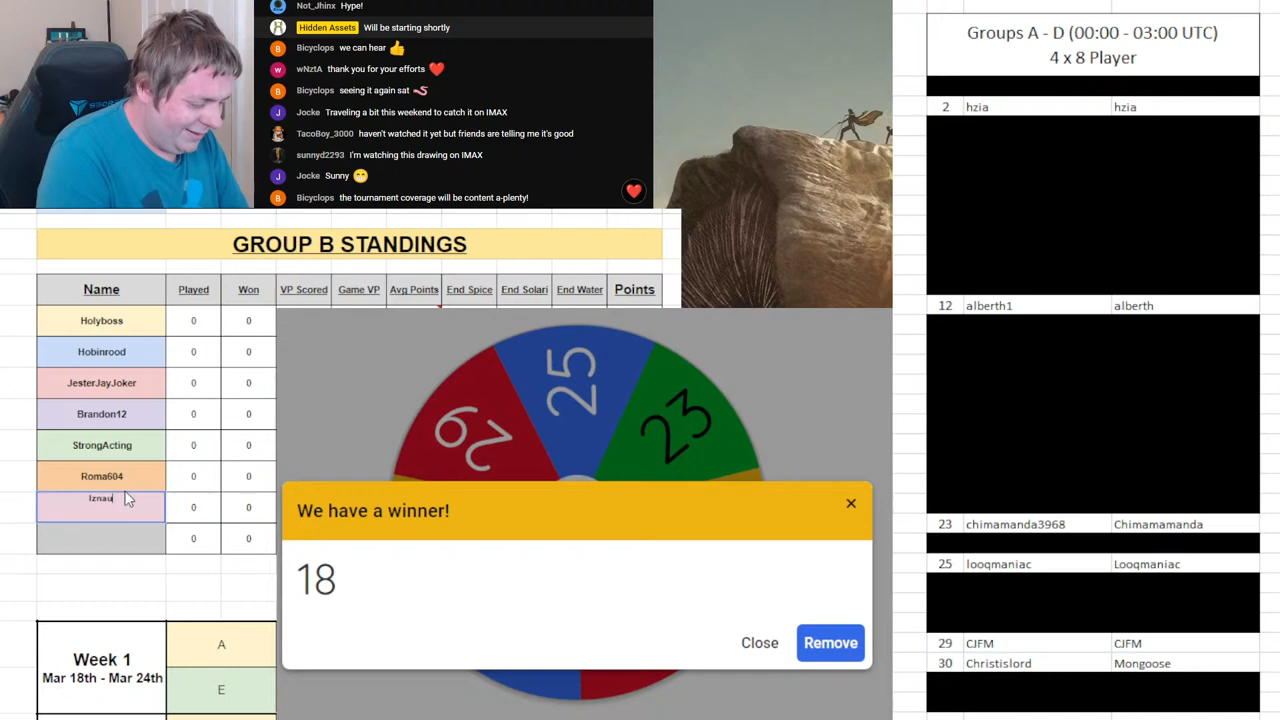 Not_Jhinx Hype!
Hidden Assets Will be starting shortly
Bicyclops we can hear 👍
wNztA thank you for your efforts ❤️
Bicyclops seeing it again sat 🪱
Jocke Traveling a bit this weekend to catch it on IMAX
TacoBoy_3000 haven't watched it yet but friends are telling me it's good
sunnyd2293 I'm watching this drawing on IMAX
Jocke Sunny 😁
Bicyclops the tournament coverage will be content a-plenty!
GROUP B STANDINGS
Name Played Won VP Scored Game VP Avg Points End Spice End Solari End Water Points
Holyboss 0 0
Hobinrood 0 0
JesterJayJoker 0 0
Brandon12 0 0
StrongActing 0 0
Roma604 0 0
Iznau 0 0
0 0
Week 1
Mar 18th - Mar 24th
A
E
29
25
23
We have a winner! ×
18
Close Remove
Groups A - D (00:00 - 03:00 UTC)
4 x 8 Player
2 hzia hzia
12 alberth1 alberth
23 chimamanda3968 Chimamamanda
25 looqmaniac Looqmaniac
29 CJFM CJFM
30 Christislord Mongoose